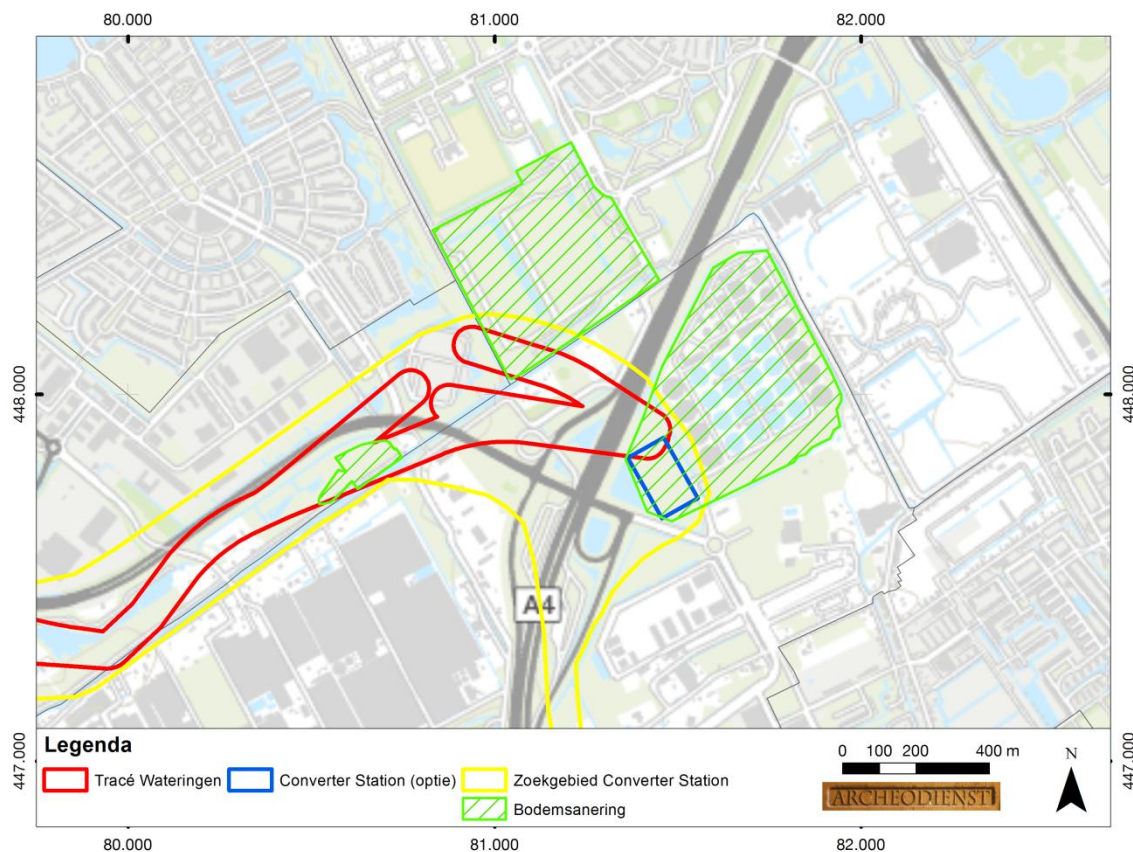 80.000 81.000 82.000
448.000 448.000
A4
Legenda
Tracé Wateringen Converter Station (optie) Zoekgebied Converter Station
Bodemsanering
0 100 200 400 m
N
ARCHEODIENST
447.000 447.000
80.000 81.000 82.000